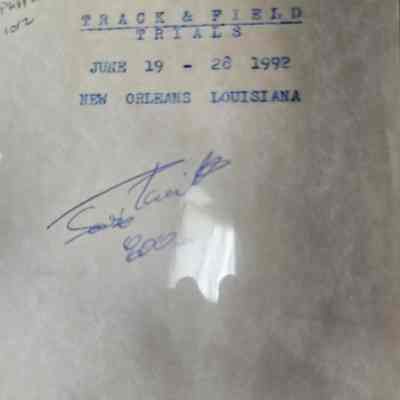 TRACK & FIELD
TRIALS
JUNE 19 - 28 1992
NEW ORLEANS LOUISIANA